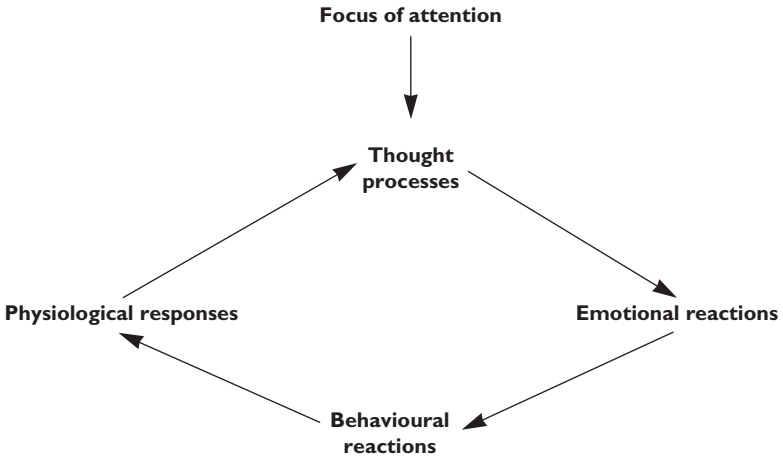 Focus of attention
Thought
processes
Physiological responses
Emotional reactions
Behavioural
reactions